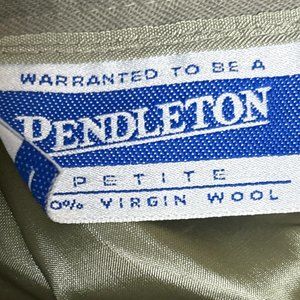 WARRANTED TO BE A
PENDLETON
PETITE
0% VIRGIN WOOL